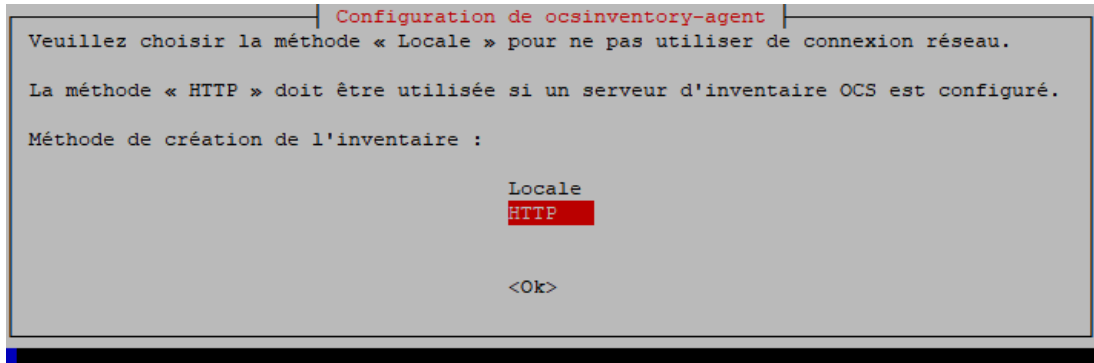 Configuration de ocsinventory-agent
Veuillez choisir la méthode « Locale » pour ne pas utiliser de connexion réseau.
La méthode « HTTP » doit être utilisée si un serveur d'inventaire OCS est configuré.
Méthode de création de l'inventaire :
Locale
HTTP
<Ok>